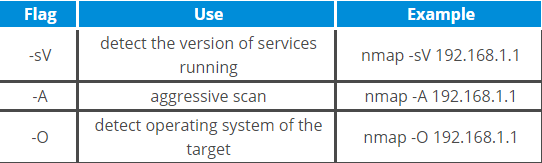 Flag Use Example
-sV detect the version of services running nmap -sV 192.168.1.1
-A aggressive scan nmap -A 192.168.1.1
-O detect operating system of the target nmap -O 192.168.1.1